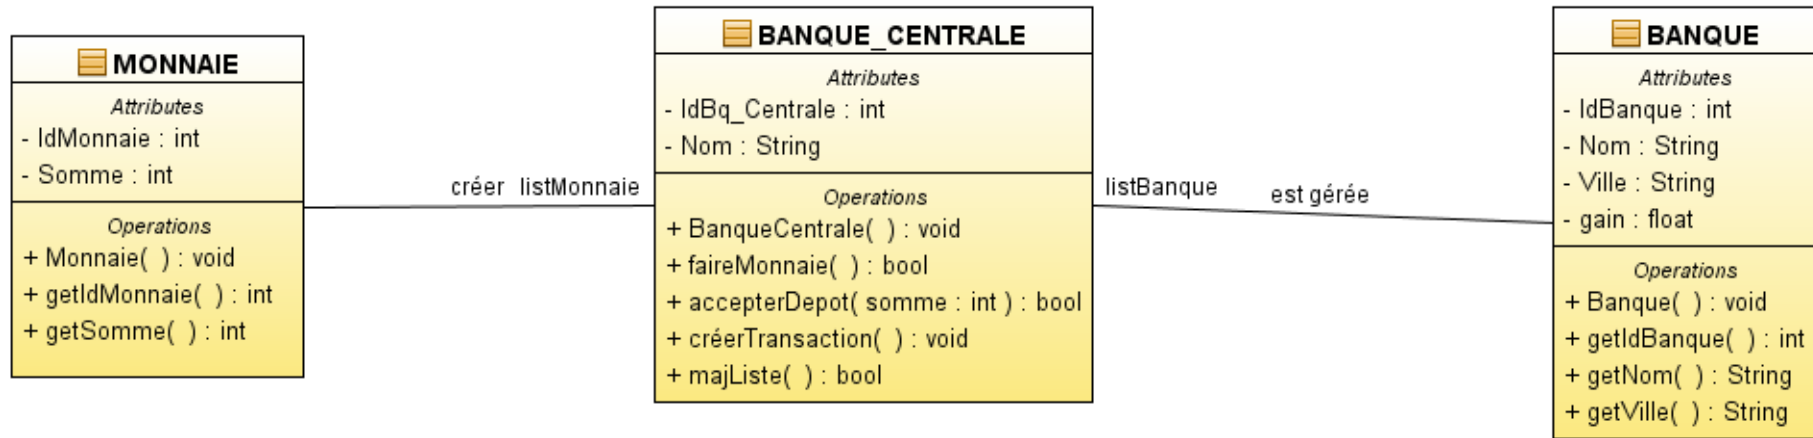 MONNAIE
Attributes
- IdMonnaie : int
- Somme : int
Operations
+ Monnaie( ) : void
+ getIdMonnaie( ) : int
+ getSomme( ) : int
créer listMonnaie
BANQUE_CENTRALE
Attributes
- IdBq_Centrale : int
- Nom : String
Operations
+ BanqueCentrale( ) : void
+ faireMonnaie( ) : bool
+ accepterDepot( somme : int ) : bool
+ créerTransaction( ) : void
+ majListe( ) : bool
listBanque est gérée
BANQUE
Attributes
- IdBanque : int
- Nom : String
- Ville : String
- gain : float
Operations
+ Banque( ) : void
+ getIdBanque( ) : int
+ getNom( ) : String
+ getVille( ) : String